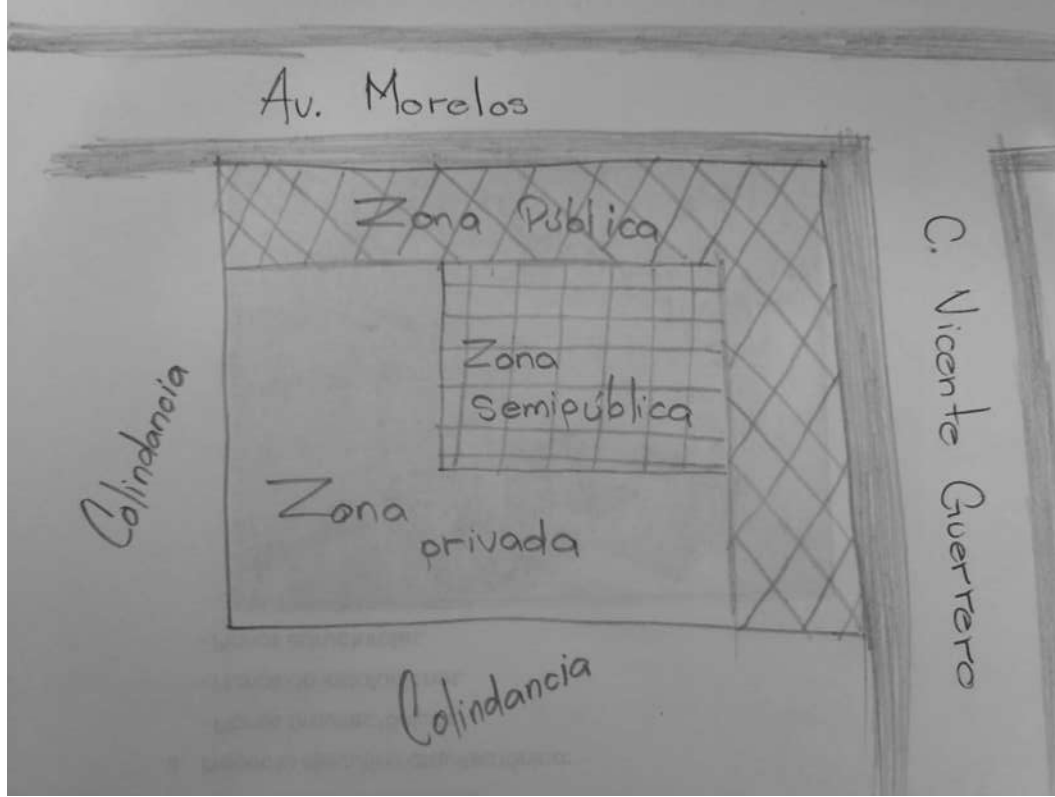 Av. Morelos
Zona Pública
C. Vicente Guerrero
Zona
semipública
Colindancia
Zona
privada
Colindancia